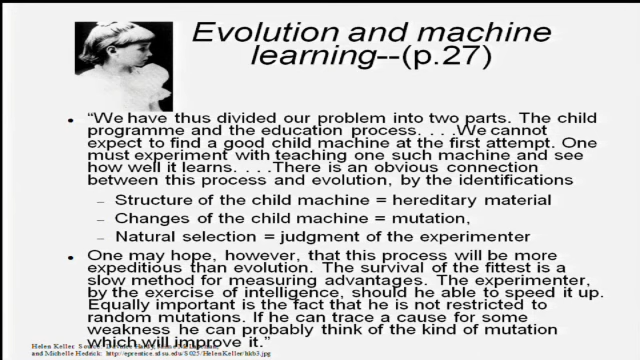 Evolution and machine
learning--(p.27)
• "We have thus divided our problem into two parts. The child
programme and the education process. . . .We cannot
expect to find a good child machine at the first attempt. One
must experiment with teaching one such machine and see
how well it learns. . . .There is an obvious connection
between this process and evolution, by the identifications
– Structure of the child machine = hereditary material
– Changes of the child machine = mutation,
– Natural selection = judgment of the experimenter
• One may hope, however, that this process will be more
expeditious than evolution. The survival of the fittest is a
slow method for measuring advantages. The experimenter,
by the exercise of intelligence, should he able to speed it up.
Equally important is the fact that he is not restricted to
random mutations. If he can trace a cause for some
weakness he can probably think of the kind of mutation
which will improve it."
Helen Keller Source:
and Michelle Hedrick: